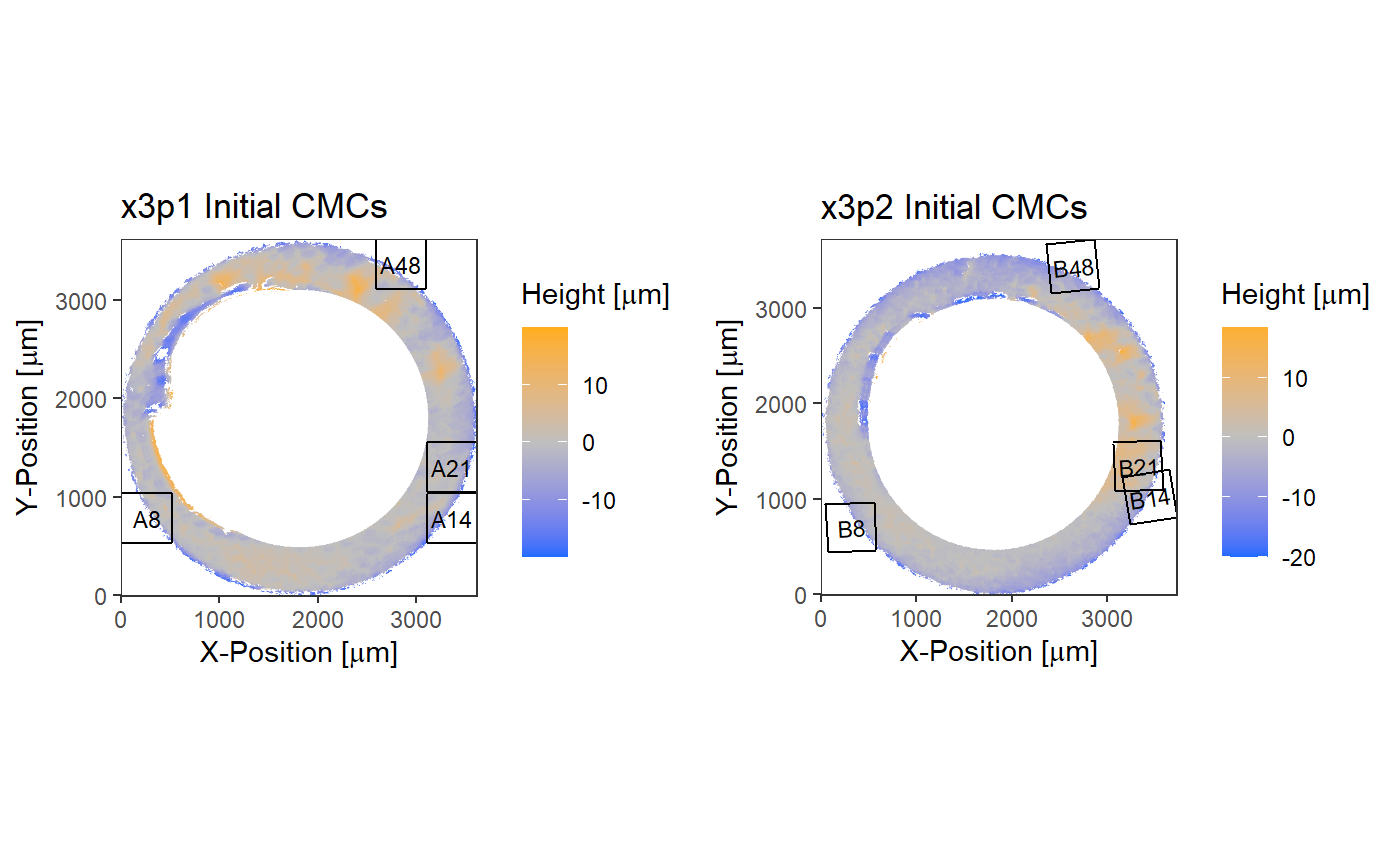 x3p1 Initial CMCs
A48
A21
A8
A14
3000
2000
1000
0
0
1000
2000
3000
X-Position [μm]
Y-Position [μm]
Height [μm]
10
0
-10
x3p2 Initial CMCs
B48
B21
B14
B8
3000
2000
1000
0
0
1000
2000
3000
X-Position [μm]
Y-Position [μm]
Height [μm]
10
0
-10
-20